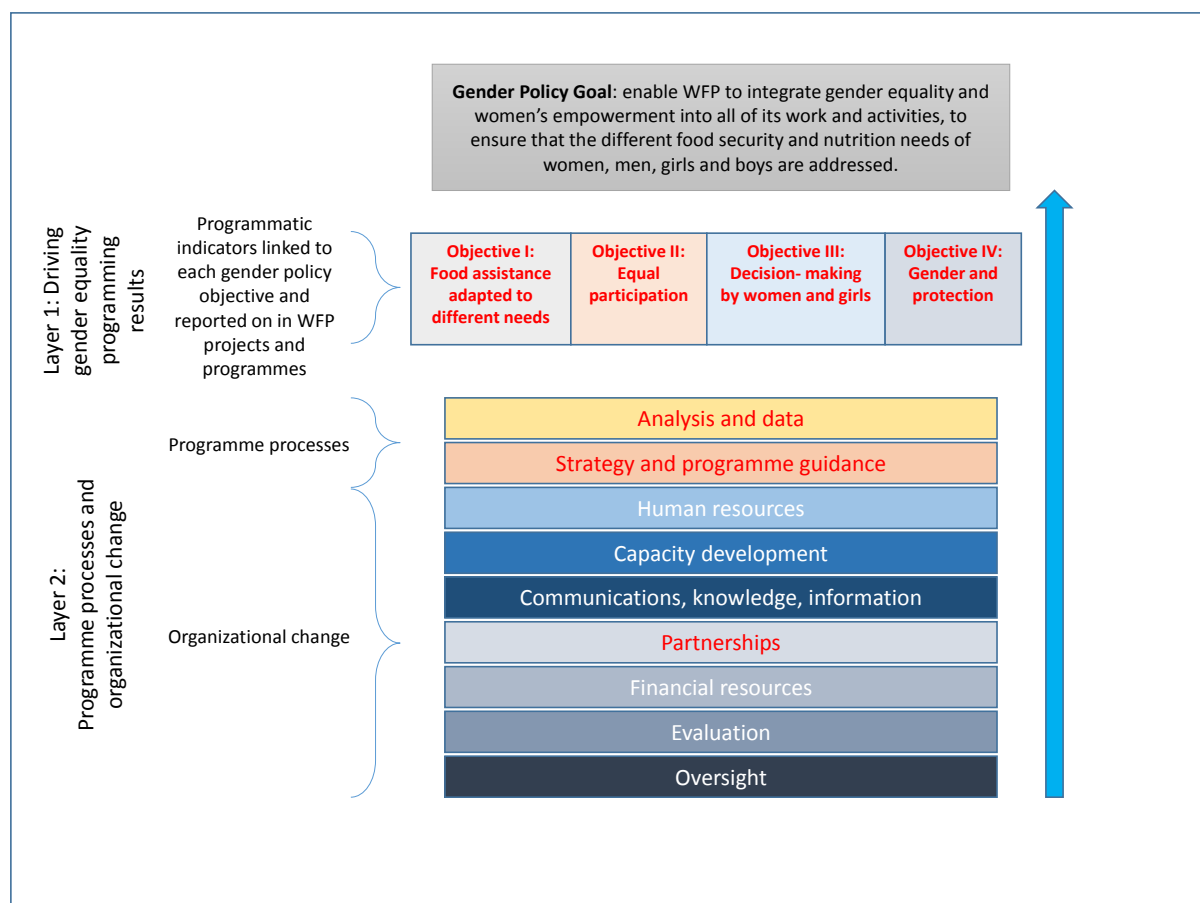 Gender Policy Goal: enable WFP to integrate gender equality and
women's empowerment into all of its work and activities, to
ensure that the different food security and nutrition needs of
women, men, girls and boys are addressed.
Layer 1: Driving
gender equality
programming
results
Programmatic
indicators linked to
each gender policy
objective and
reported on in WFP
projects and
programmes
Objective I:
Food assistance
adapted to
different needs
Objective II:
Equal
participation
Objective III:
Decision- making
by women and girls
Objective IV:
Gender and
protection
Layer 2:
Programme processes and
organizational change
Programme processes
Analysis and data
Strategy and programme guidance
Organizational change
Human resources
Capacity development
Communications, knowledge, information
Partnerships
Financial resources
Evaluation
Oversight